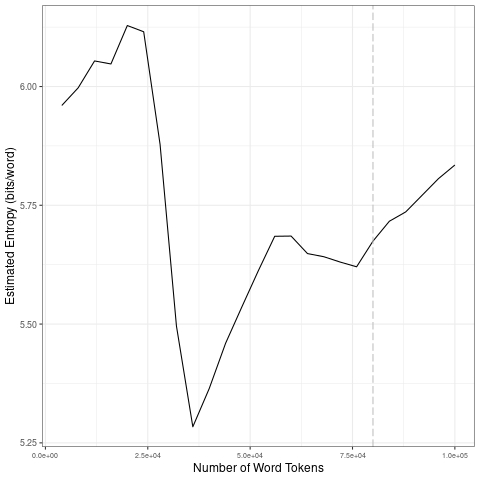 Estimated Entropy (bits/word)
6.00
5.75
5.50
5.25
0.0e+00 2.5e+04 5.0e+04 7.5e+04 1.0e+05
Number of Word Tokens